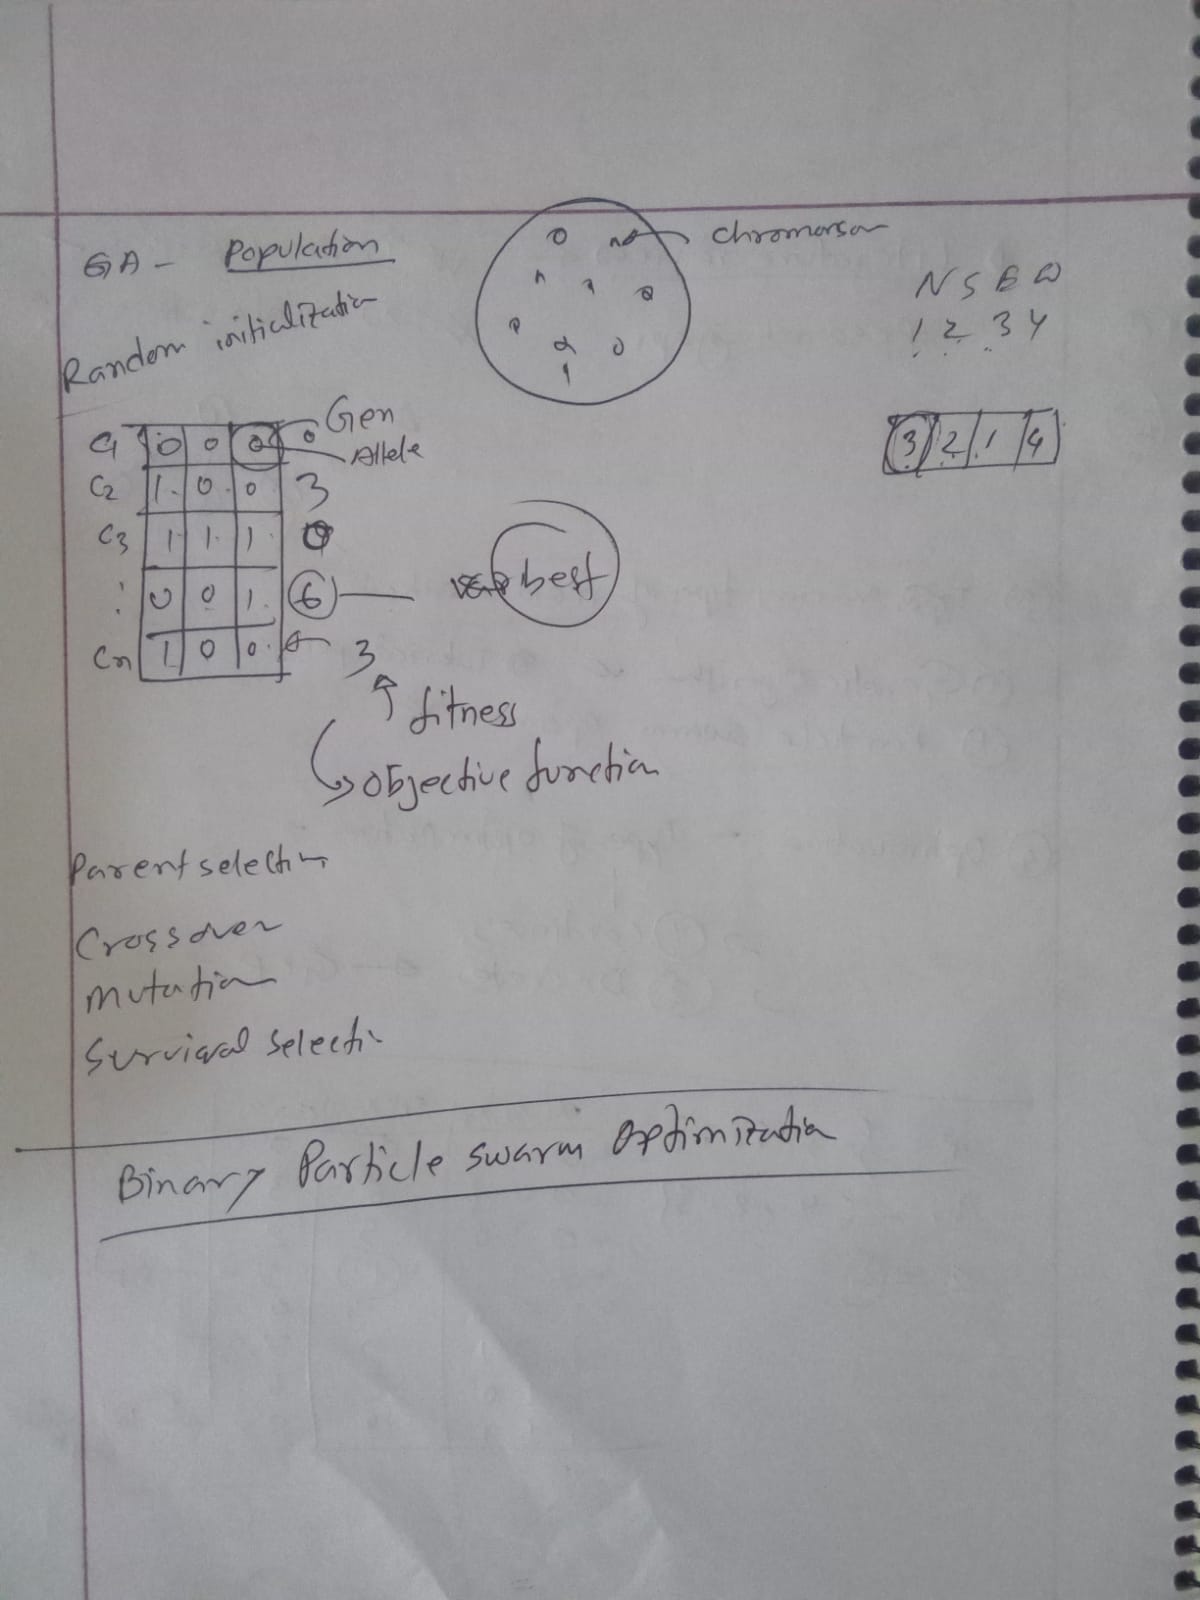 GA - Population
chromorsom
Random initialization
N S E W
1 2 3 4
3 2 1 4
Gen
Allele
C1 0 0 0 0
C2 1 0 0 3
C3 1 1 1 0
: 0 0 1 6 best
Cn 1 0 0 3
fitness
objective function
Parent selection
Crossover
Mutation
Survival selecti
Binary Particle swarm Optimization